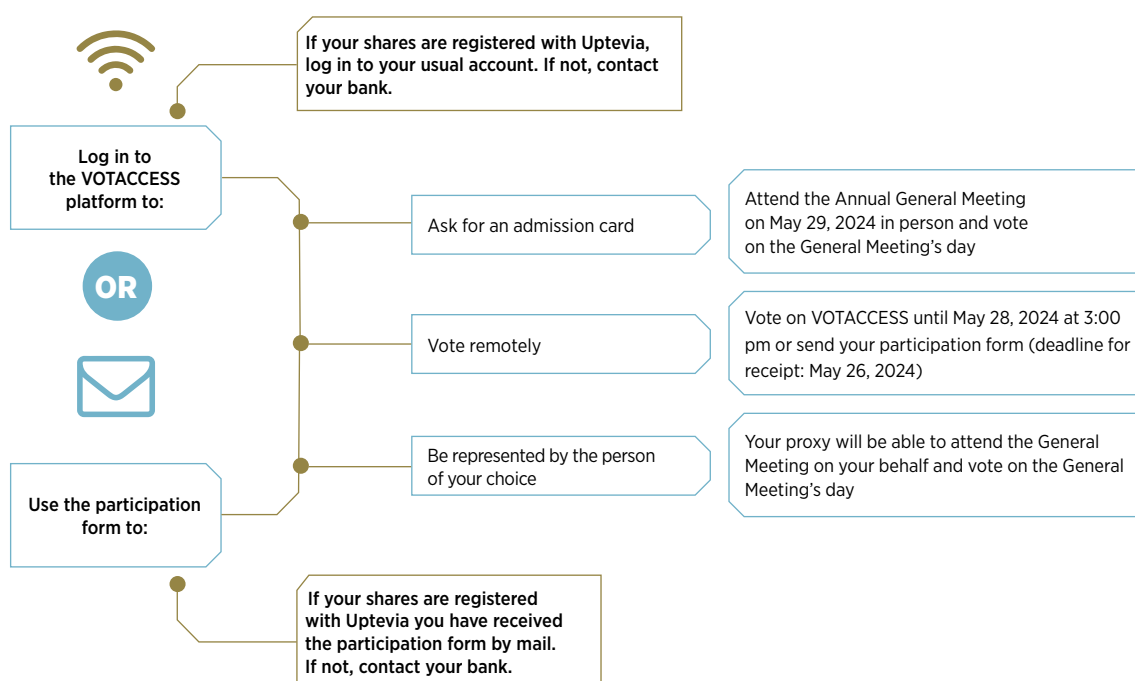 If your shares are registered with Uptevia,
log in to your usual account. If not, contact
your bank.
Log in to
the VOTACCESS
platform to:
Ask for an admission card
Attend the Annual General Meeting
on May 29, 2024 in person and vote
on the General Meeting’s day
OR
Vote remotely
Vote on VOTACCESS until May 28, 2024 at 3:00
pm or send your participation form (deadline for
receipt: May 26, 2024)
Be represented by the person
of your choice
Your proxy will be able to attend the General
Meeting on your behalf and vote on the General
Meeting’s day
Use the participation
form to:
If your shares are registered
with Uptevia you have received
the participation form by mail.
If not, contact your bank.